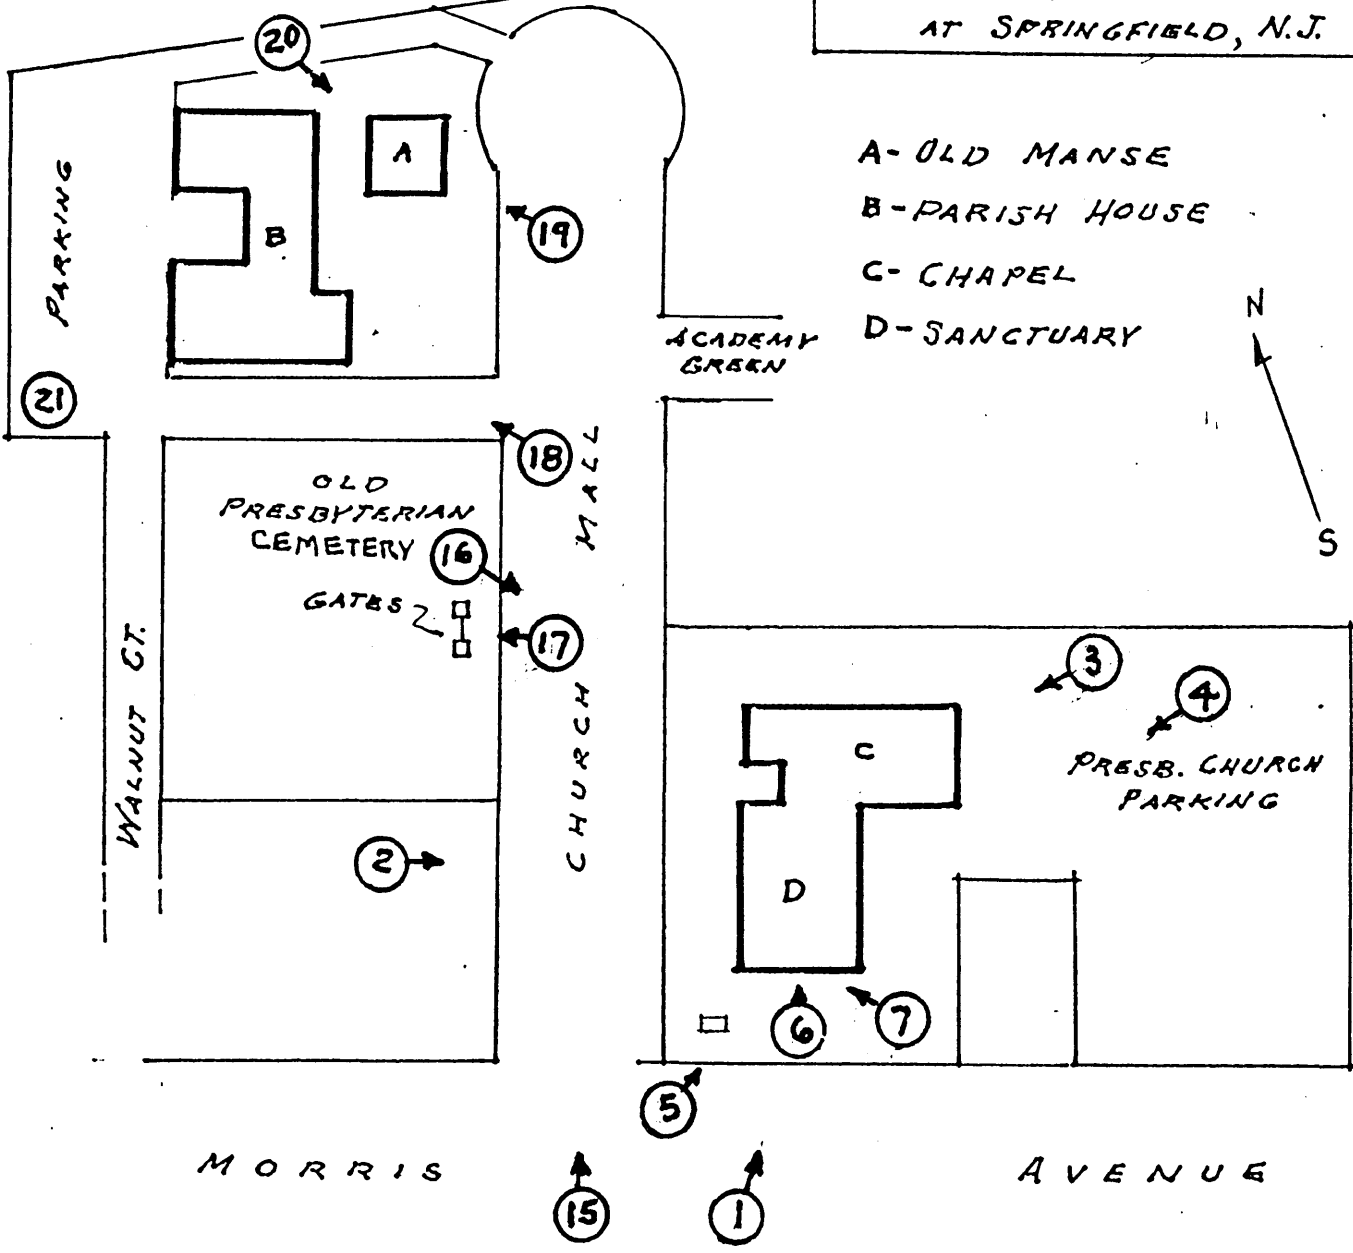 AT SPRINGFIELD, N.J.
20
A - OLD MANSE
B - PARISH HOUSE
C - CHAPEL
D - SANCTUARY
A
B
PARKING
19
N
S
ACADEMY
GREEN
21
18
OLD
PRESBYTERIAN
CEMETERY
16
GATES
17
CHURCH MALL
WALNUT CT.
3
4
C
PRESB. CHURCH
PARKING
2
D
6
7
5
MORRIS AVENUE
15
1